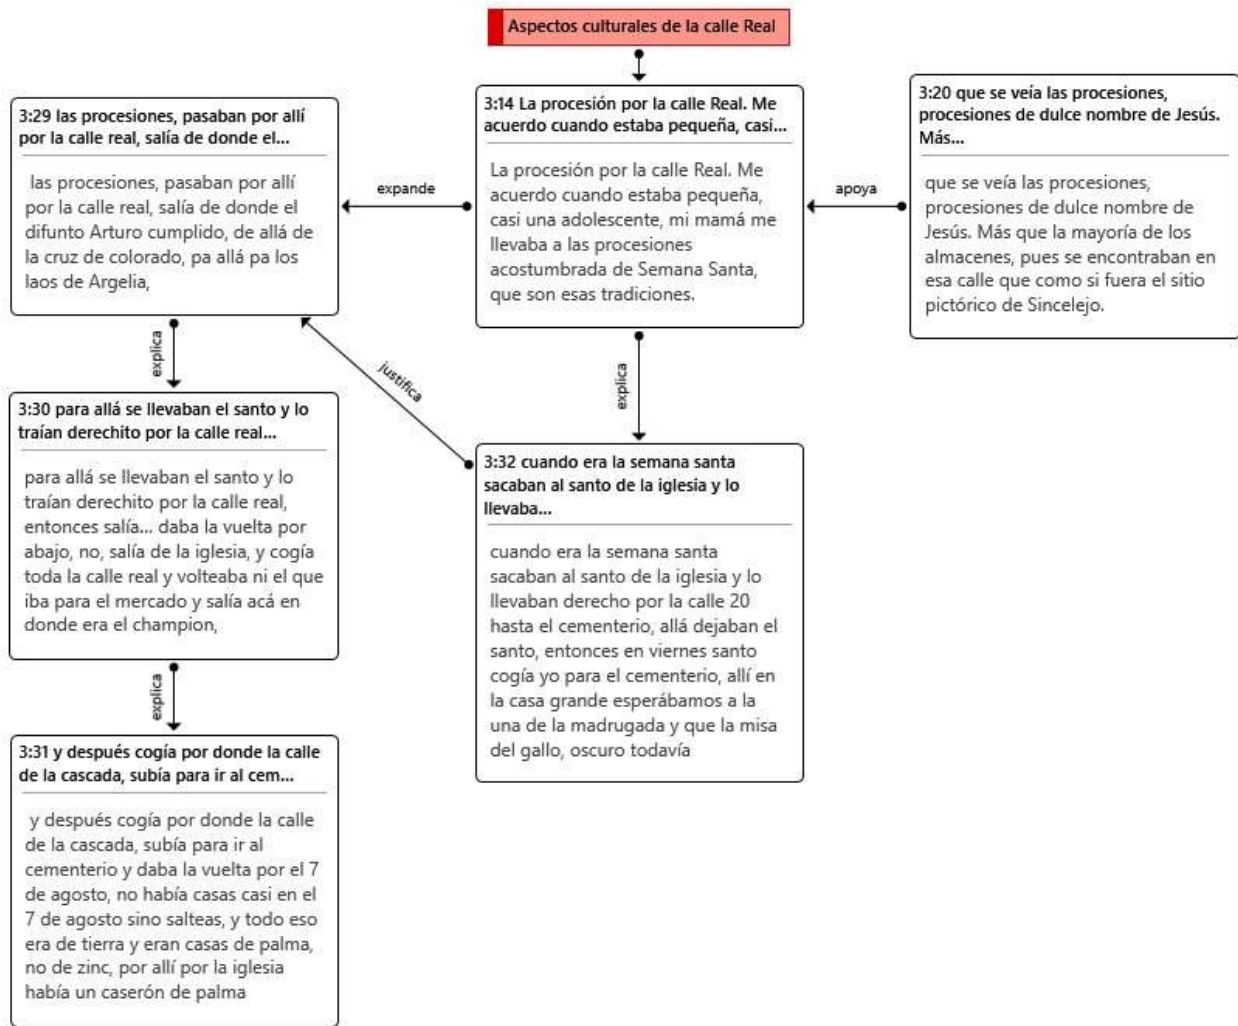 Aspectos culturales de la calle Real
3:29 las procesiones, pasaban por allí
por la calle real, salía de donde el...
las procesiones, pasaban por allí
por la calle real, salía de donde el
difunto Arturo cumplido, de allá de
la cruz de colorado, pa allá pa los
laos de Argelia,
expande
3:14 La procesión por la calle Real. Me
acuerdo cuando estaba pequeña, casi...
La procesión por la calle Real. Me
acuerdo cuando estaba pequeña,
casi una adolescente, mi mamá me
llevaba a las procesiones
acostumbrada de Semana Santa,
que son esas tradiciones.
apoya
3:20 que se veía las procesiones,
procesiones de dulce nombre de Jesús.
Más...
que se veía las procesiones,
procesiones de dulce nombre de
Jesús. Más que la mayoría de los
almacenes, pues se encontraban en
esa calle que como si fuera el sitio
pictórico de Sincelejo.
explica
justifica
explica
3:30 para allá se llevaban el santo y lo
traían derechito por la calle real...
para allá se llevaban el santo y lo
traían derechito por la calle real,
entonces salía... daba la vuelta por
abajo, no, salía de la iglesia, y cogía
toda la calle real y volteaba ni el que
iba para el mercado y salía acá en
donde era el champion,
3:32 cuando era la semana santa
sacaban al santo de la iglesia y lo
llevaba...
cuando era la semana santa
sacaban al santo de la iglesia y lo
llevaban derecho por la calle 20
hasta el cementerio, allá dejaban el
santo, entonces en viernes santo
cogía yo para el cementerio, allí en
la casa grande esperábamos a la
una de la madrugada y que la misa
del gallo, oscuro todavía
explica
3:31 y después cogía por donde la calle
de la cascada, subía para ir al cem...
y después cogía por donde la calle
de la cascada, subía para ir al
cementerio y daba la vuelta por el 7
de agosto, no había casas casi en el
7 de agosto sino salteas, y todo eso
era de tierra y eran casas de palma,
no de zinc, por allí por la iglesia
había un caserón de palma